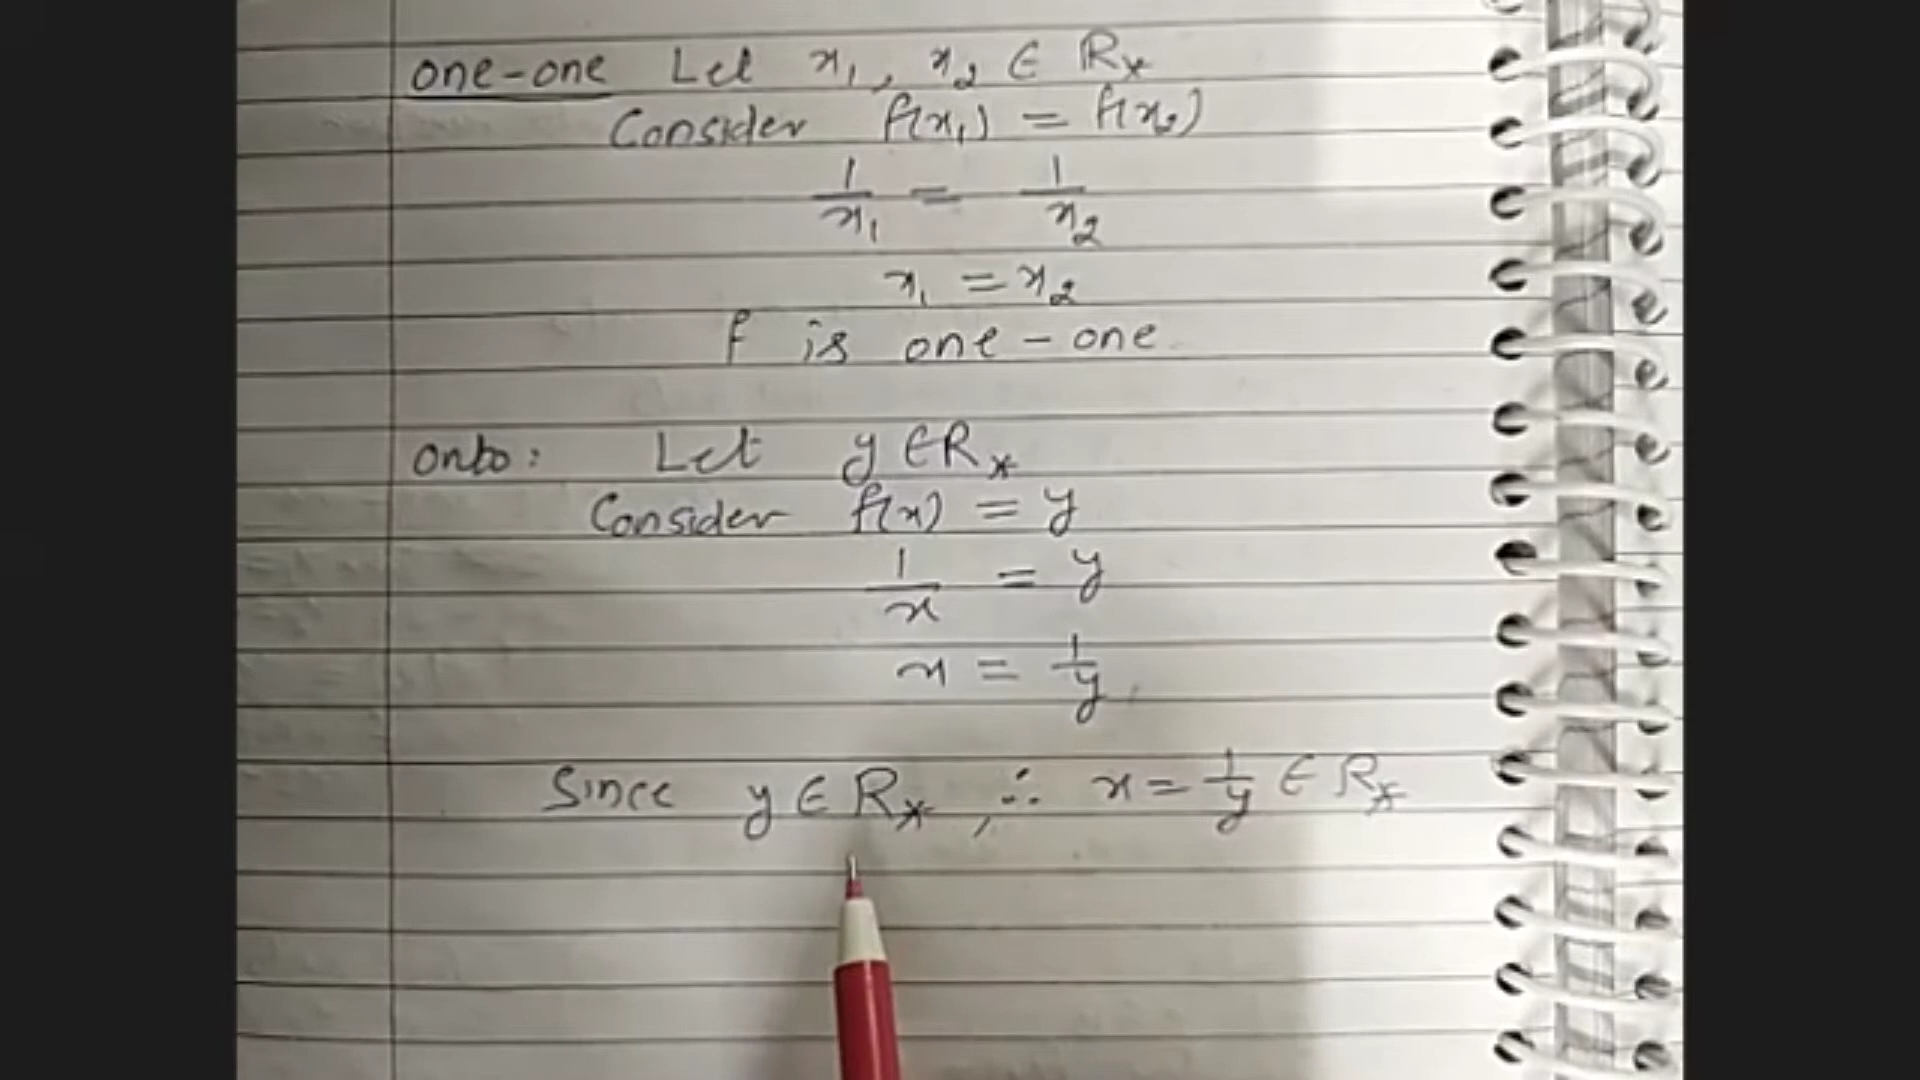 one-one Let x₁, x₂ ∈ R*
Consider f(x₁) = f(x₂)
1/x₁ = 1/x₂
x₁ = x₂
f is one-one
Onto: Let y ∈ R*
Consider f(x) = y
1/x = y
x = 1/y
Since y ∈ R*, ∴ x = 1/y ∈ R*